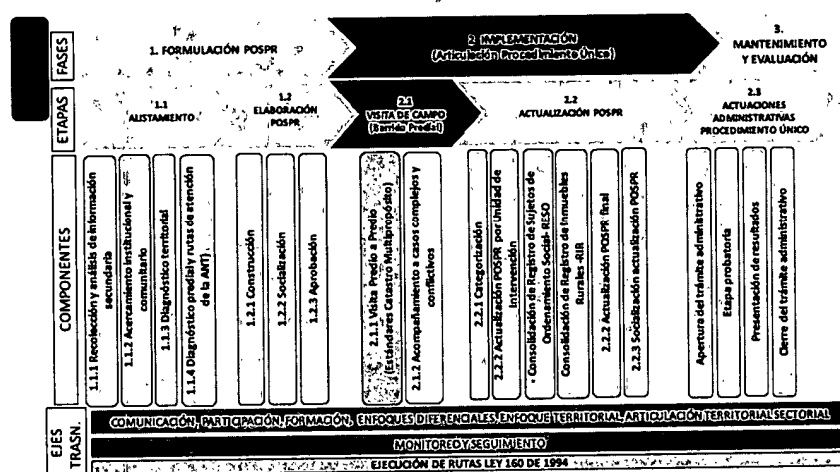 FASES
1. FORMULACIÓN POSPR
2. IMPLEMENTACIÓN
(Articulación Procedimiento Único)
3.
MANTENIMIENTO
Y EVALUACIÓN
ETAPAS
1.1
ALISTAMIENTO
1.2
ELABORACIÓN
POSPR
2.1
VISITA DE CAMPO
(Barrido Predial)
2.2
ACTUALIZACIÓN POSPR
2.3
ACTUACIONES
ADMINISTRATIVAS
PROCEDIMIENTO ÚNICO
COMPONENTES
1.1.1 Recolección y análisis de información
secundaria
1.1.2 Acercamiento institucional y
comunitario
1.1.3 Diagnóstico territorial
1.1.4 Diagnóstico predial y rutas de atención
de la ANT)
1.2.1 Construcción
1.2.2 Socialización
1.2.3 Aprobación
2.1.1 Visita Predio a Predio
(Estándares Catastro Multipropósito)
2.1.2 Acompañamiento a casos complejos y
conflictivos
2.2.1 Categorización
2.2.2 Actualización POSPR por Unidad de
Intervención
• Consolidación de Registro de Sujetos de
Ordenamiento Social- RESO
Consolidación de Registro de Inmuebles
Rurales -RIR
2.2.2 Actualización POSPR final
2.2.3 Socialización actualización POSPR
Apertura del trámite administrativo
Etapa probatoria
Presentación de resultados
Cierre del trámite administrativo
EJES
TRASN.
COMUNICACIÓN, PARTICIPACIÓN, FORMACIÓN, ENFOQUES DIFERENCIALES, ENFOQUE TERRITORIAL, ARTICULACIÓN TERRITORIAL SECTORIAL
MONITOREO Y SEGUIMIENTO
EJECUCIÓN DE RUTAS LEY 160 DE 1994